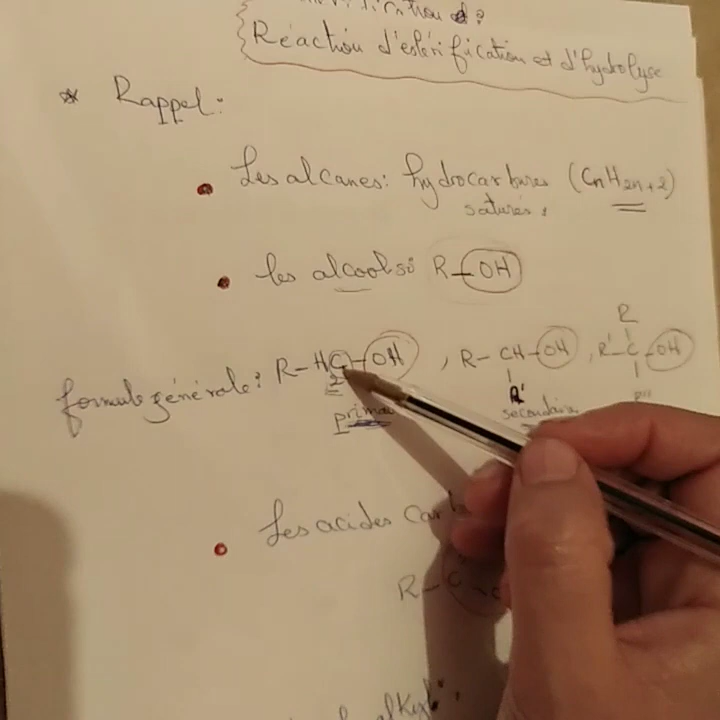 Réaction d'estérification et d'hydrolyse
* Rappel:
• Les alcanes: hydrocarbures (CnH2n+2)
saturés:
• les alcools: R-OH
formule générale: R-H2C-OH, R-CH-OH, R'-C-OH
R
R'
primaire
secondaire
• Les acides carb
R-C